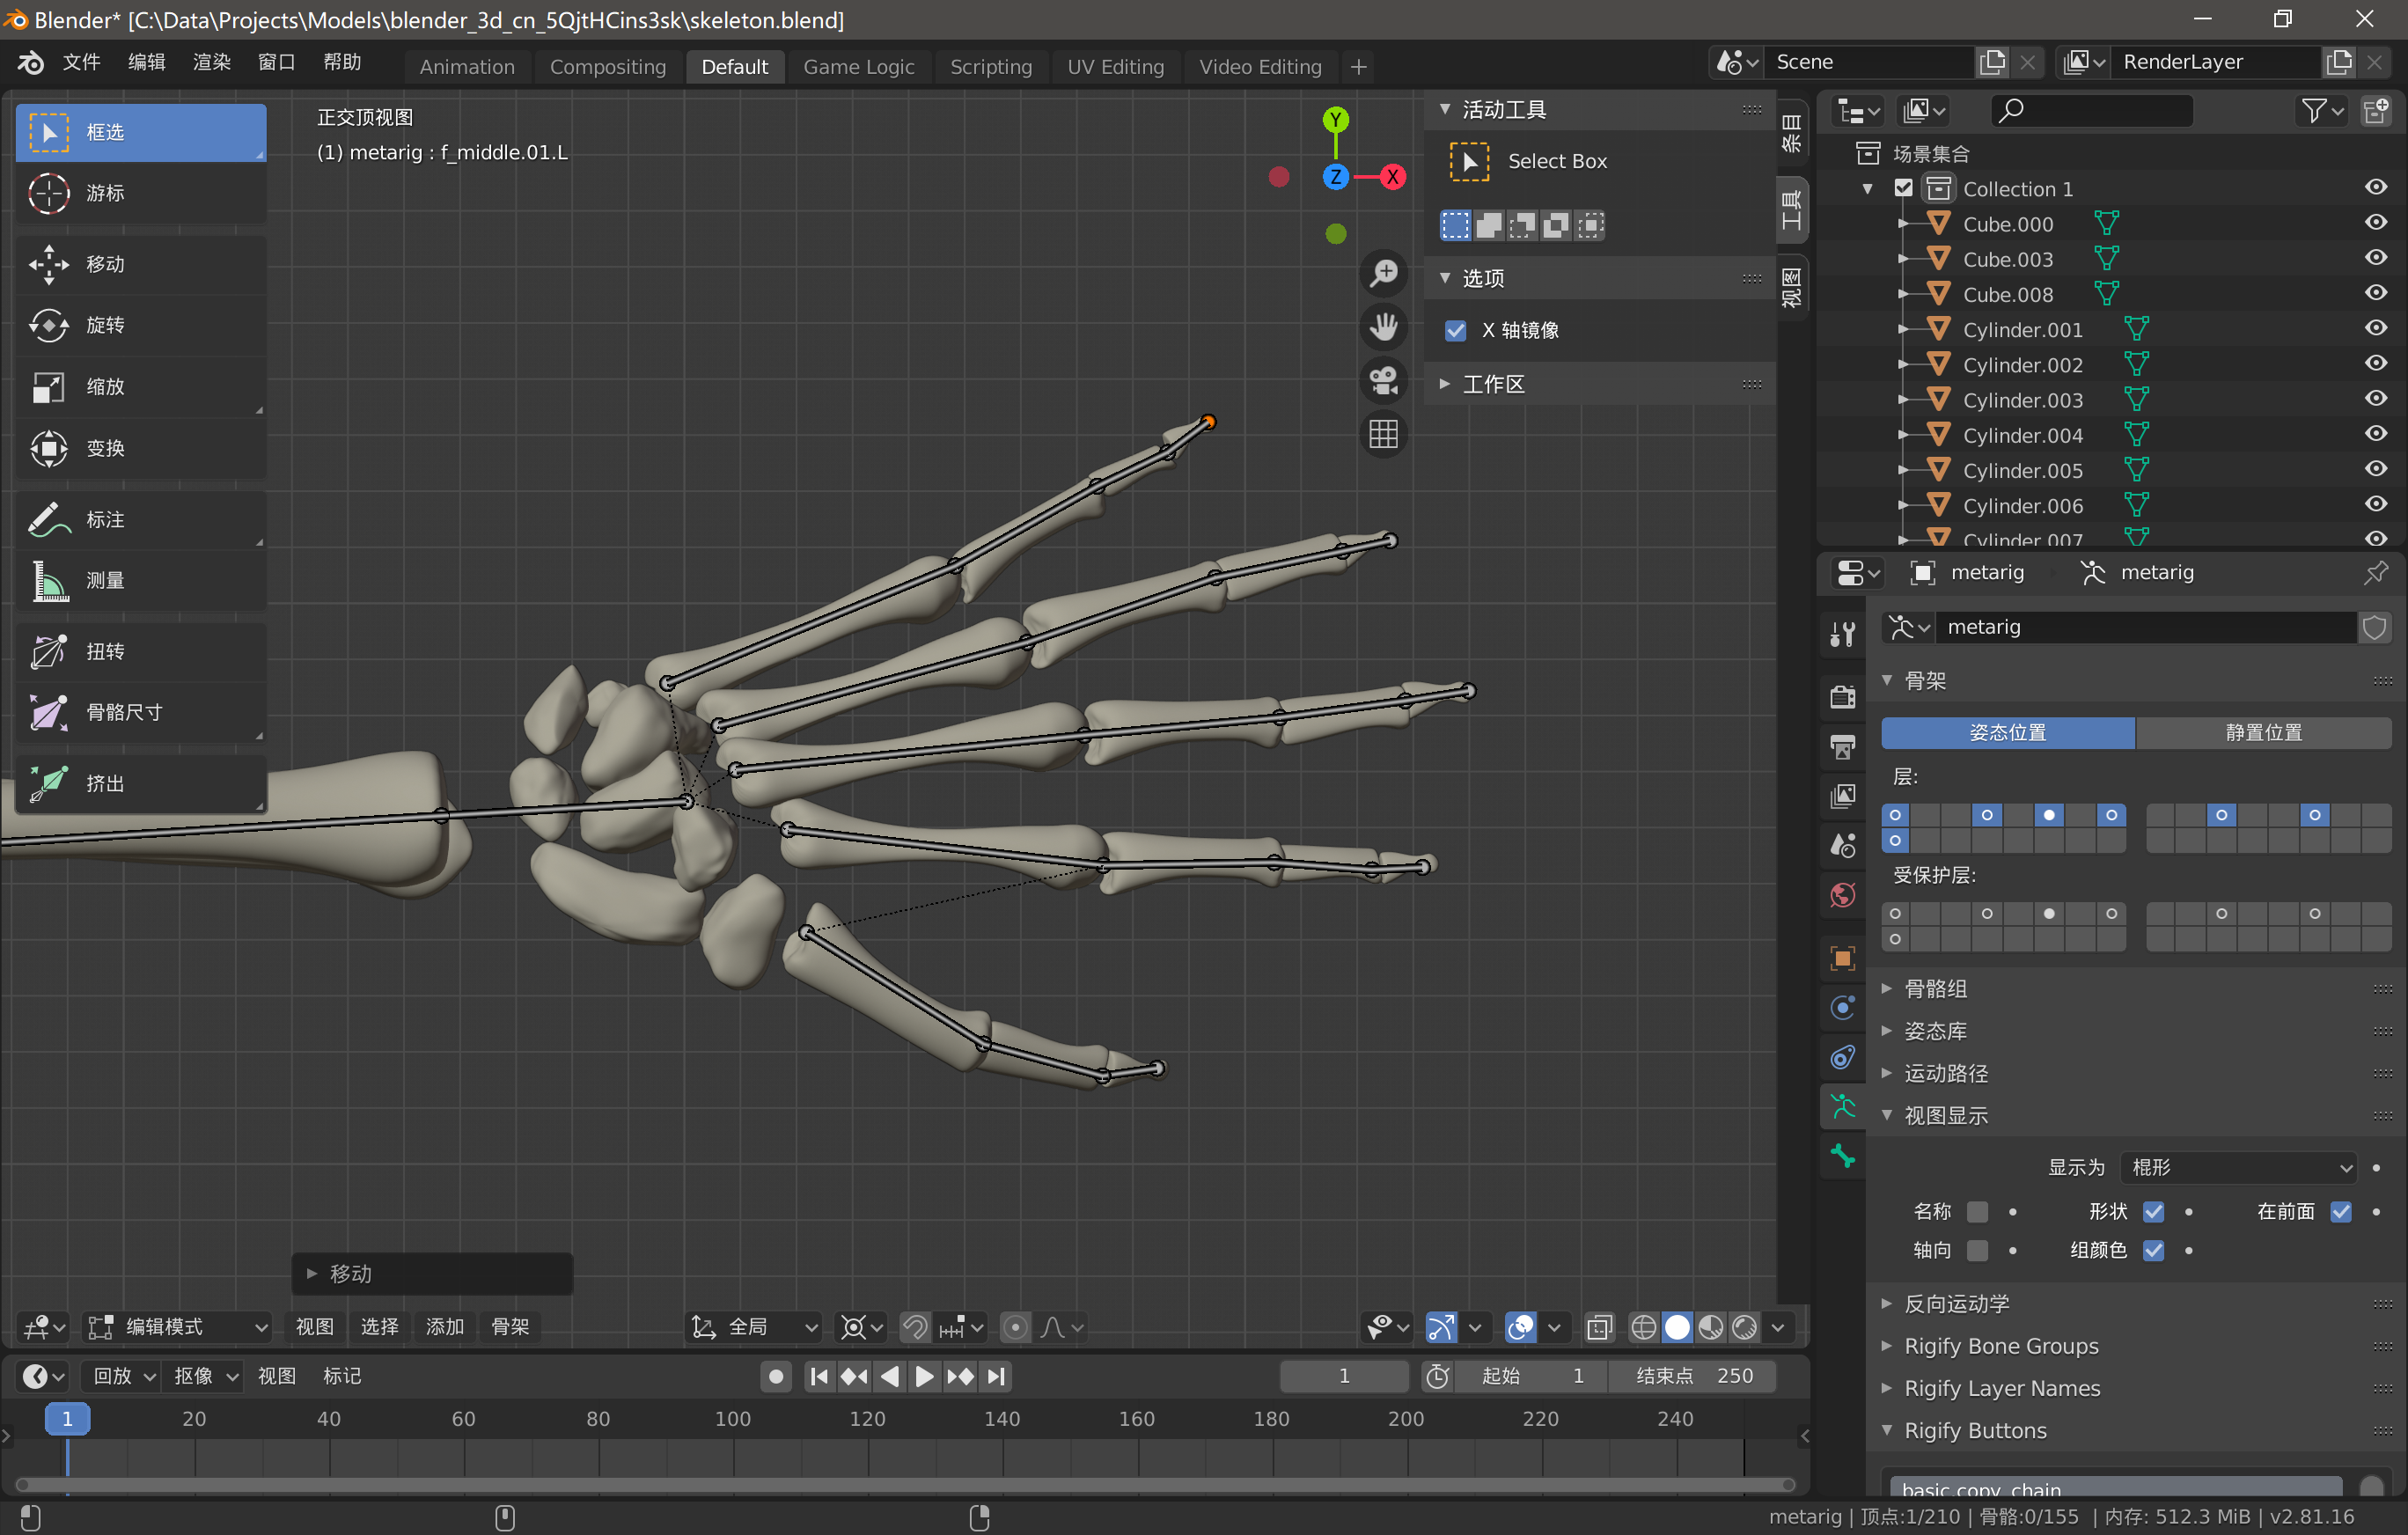 Blender* [C:\Data\Projects\Models\blender_3d_cn_5QjtHCins3sk\skeleton.blend]
文件 编辑 渲染 窗口 帮助 Animation Compositing Default Game Logic Scripting UV Editing Video Editing + Scene RenderLayer
框选
游标
移动
旋转
缩放
变换
标注
测量
扭转
骨骼尺寸
挤出
正交顶视图
(1) metarig : f_middle.01.L
Y
Z X
活动工具
Select Box
选项
X 轴镜像
工作区
条目
工具
视图
场景集合
Collection 1
Cube.000
Cube.003
Cube.008
Cylinder.001
Cylinder.002
Cylinder.003
Cylinder.004
Cylinder.005
Cylinder.006
Cylinder.007
metarig metarig
metarig
骨架
姿态位置 静置位置
层:
受保护层:
骨骼组
姿态库
运动路径
视图显示
显示为 棍形
名称 形状 在前面
轴向 组颜色
反向运动学
Rigify Bone Groups
Rigify Layer Names
Rigify Buttons
basic.copy_chain
移动
编辑模式 视图 选择 添加 骨架 全局
回放 抠像 视图 标记 1 起始 1 结束点 250
1 20 40 60 80 100 120 140 160 180 200 220 240
metarig | 顶点:1/210 | 骨骼:0/155 | 内存: 512.3 MiB | v2.81.16